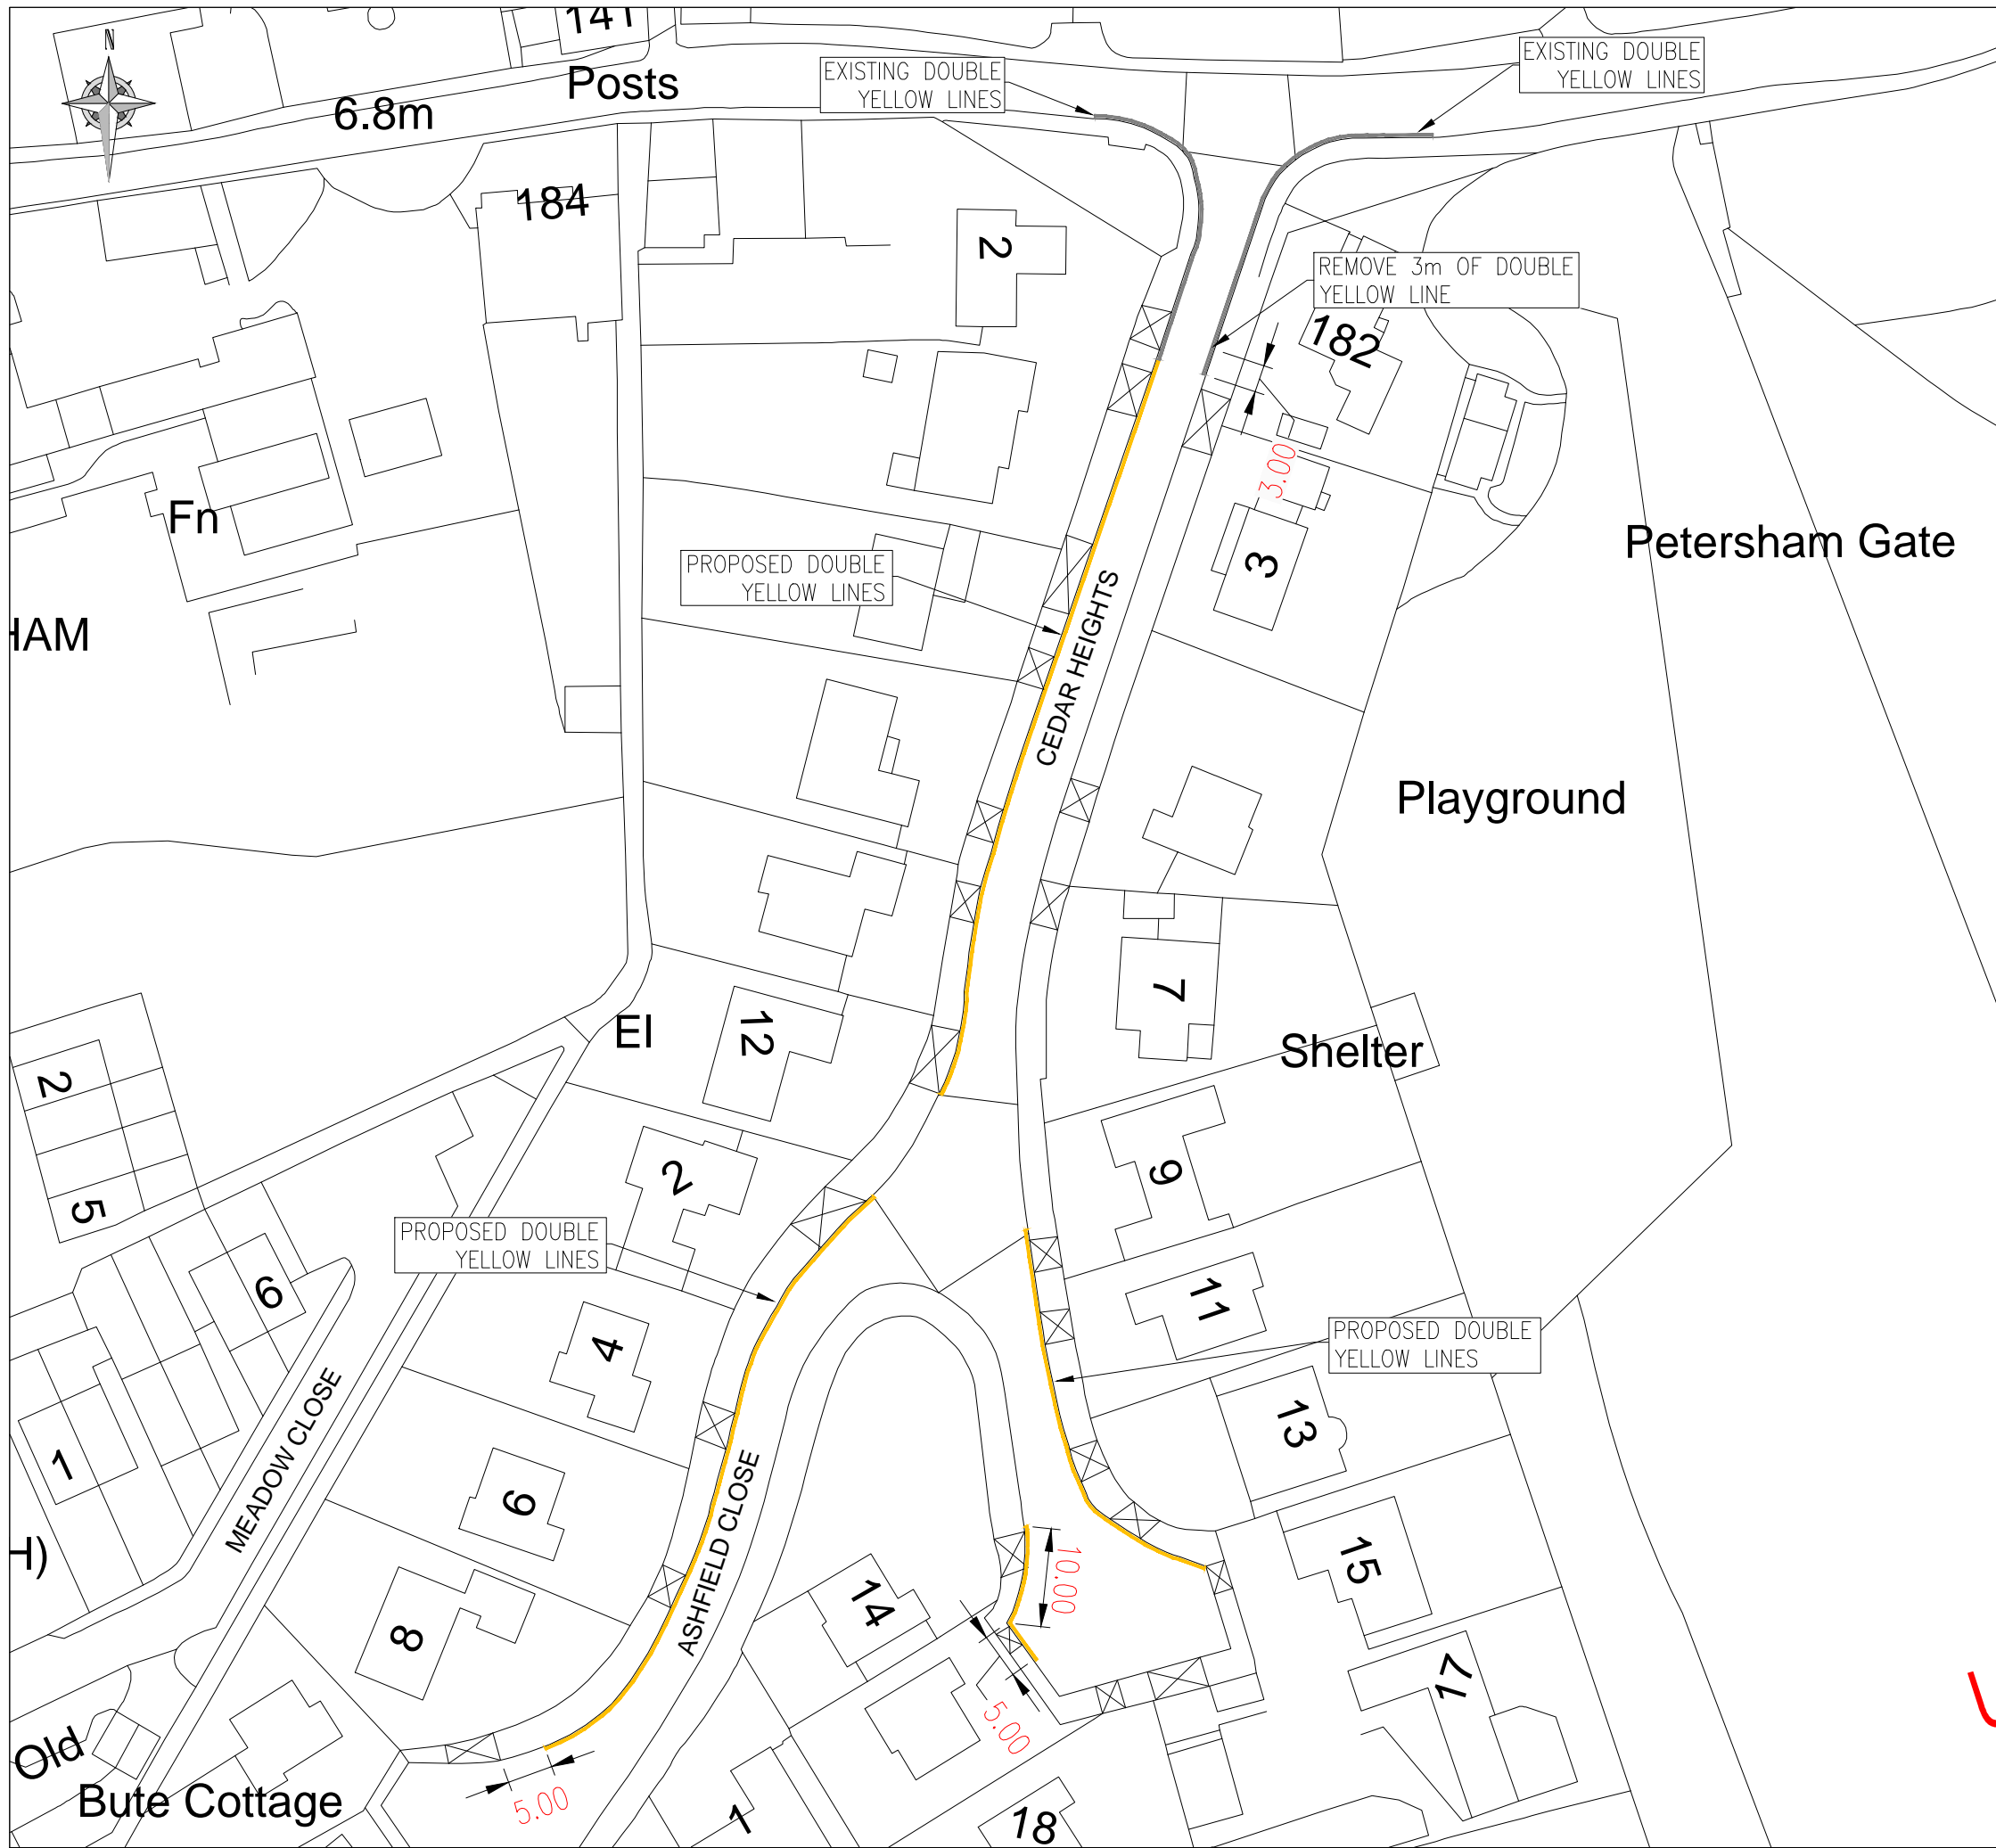 141
N
Posts
6.8m
EXISTING DOUBLE
YELLOW LINES
EXISTING DOUBLE
YELLOW LINES
184
2
REMOVE 3m OF DOUBLE
YELLOW LINE
182
3.00
Fn
3
Petersham Gate
PROPOSED DOUBLE
YELLOW LINES
HAM
CEDAR HEIGHTS
Playground
7
El
12
Shelter
2
5
2
9
PROPOSED DOUBLE
YELLOW LINES
6
4
11
PROPOSED DOUBLE
YELLOW LINES
13
MEADOW CLOSE
1
6
ASHFIELD CLOSE
H)
10.00
15
14
8
17
5.00
Old
Bute Cottage
5.00
1
18